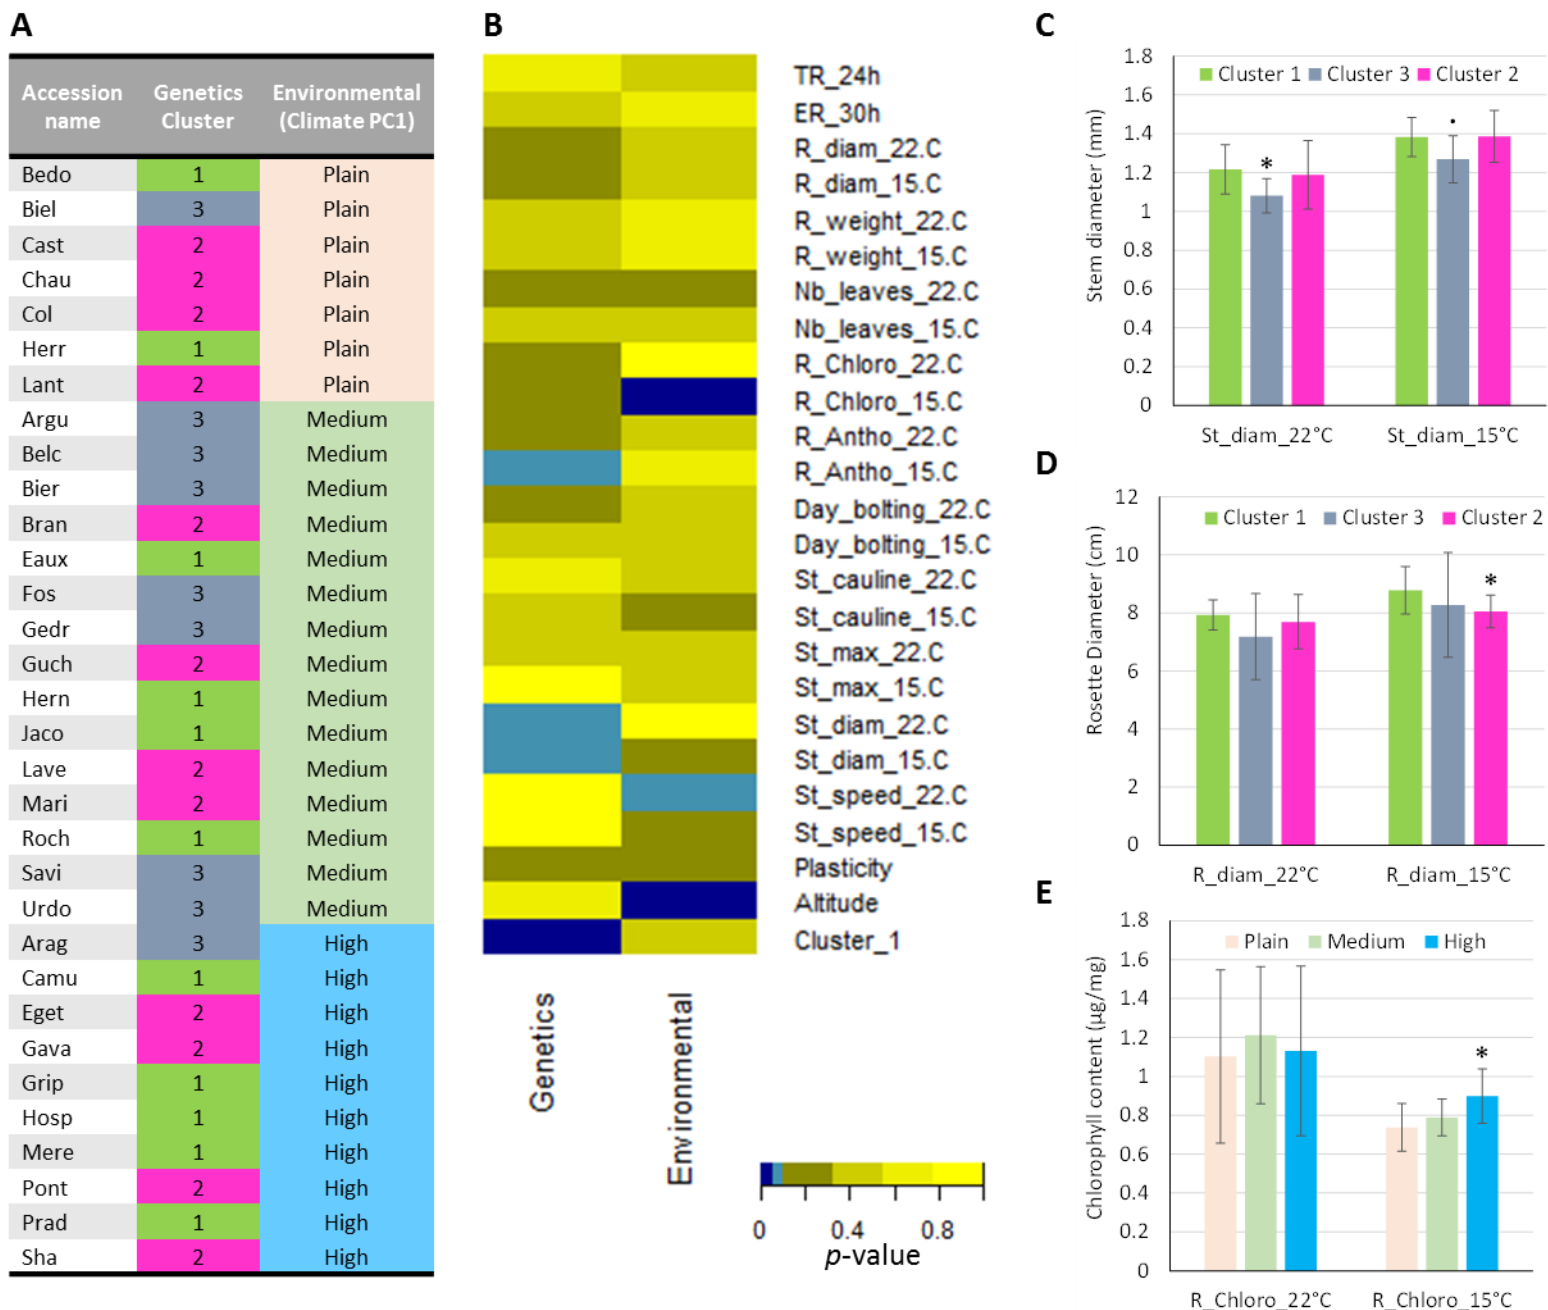 A
Accession name Genetics Cluster Environmental (Climate PC1)
Bedo 1 Plain
Biel 3 Plain
Cast 2 Plain
Chau 2 Plain
Col 2 Plain
Herr 1 Plain
Lant 2 Plain
Argu 3 Medium
Belc 3 Medium
Bier 3 Medium
Bran 2 Medium
Eaux 1 Medium
Fos 3 Medium
Gedr 3 Medium
Guch 2 Medium
Hern 1 Medium
Jaco 1 Medium
Lave 2 Medium
Mari 2 Medium
Roch 1 Medium
Savi 3 Medium
Urdo 3 Medium
Arag 3 High
Camu 1 High
Eget 2 High
Gava 2 High
Grip 1 High
Hosp 1 High
Mere 1 High
Pont 2 High
Prad 1 High
Sha 2 High
B
TR_24h
ER_30h
R_diam_22.C
R_diam_15.C
R_weight_22.C
R_weight_15.C
Nb_leaves_22.C
Nb_leaves_15.C
R_Chloro_22.C
R_Chloro_15.C
R_Antho_22.C
R_Antho_15.C
Day_bolting_22.C
Day_bolting_15.C
St_cauline_22.C
St_cauline_15.C
St_max_22.C
St_max_15.C
St_diam_22.C
St_diam_15.C
St_speed_22.C
St_speed_15.C
Plasticity
Altitude
Cluster_1
Genetics
Environmental
0 0.4 0.8
p-value
C
Stem diameter (mm)
1.8
1.6
1.4
1.2
1
0.8
0.6
0.4
0.2
0
Cluster 1 Cluster 3 Cluster 2
*
.
St_diam_22°C St_diam_15°C
D
Rosette Diameter (cm)
12
10
8
6
4
2
0
Cluster 1 Cluster 3 Cluster 2
*
R_diam_22°C R_diam_15°C
E
Chlorophyll content (µg/mg)
1.8
1.6
1.4
1.2
1
0.8
0.6
0.4
0.2
0
Plain Medium High
*
R_Chloro_22°C R_Chloro_15°C